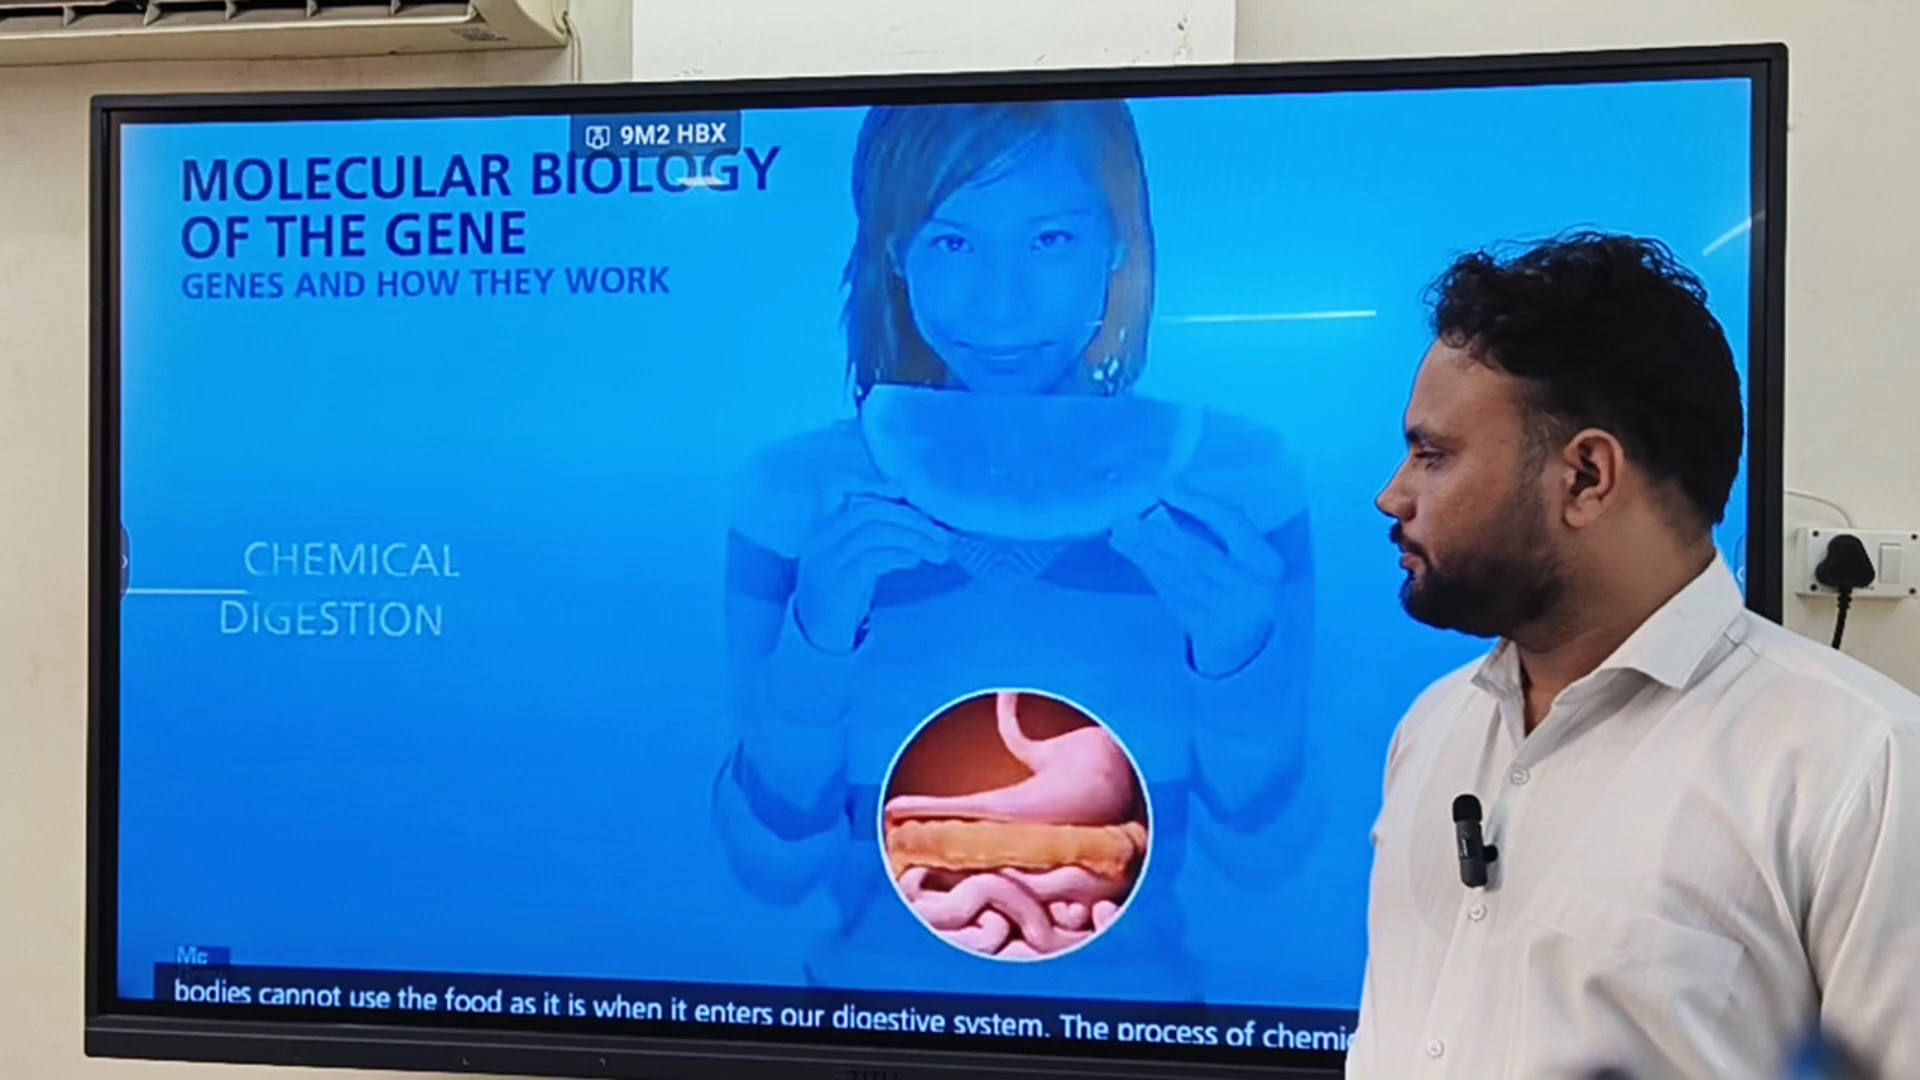 9M2 HBX
MOLECULAR BIOLOGY
OF THE GENE
GENES AND HOW THEY WORK
CHEMICAL
DIGESTION
Mc
bodies cannot use the food as it is when it enters our digestive system. The process of chemic